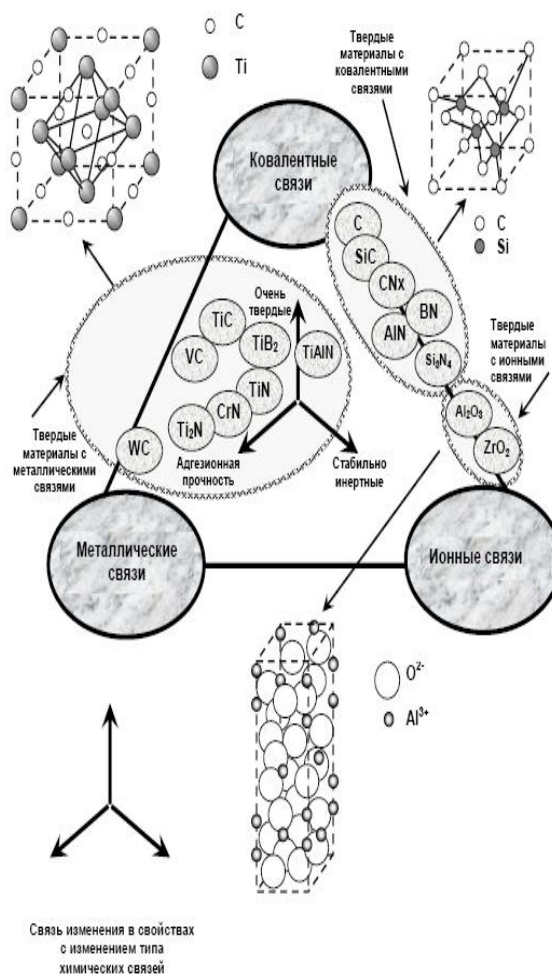 C
Ti
Твердые
материалы с
ковалентными
связями
Ковалентные
связи
C
Si
C
SiC
CNx
BN
AlN
Si₃N₄
Очень
твердые
TiC
TiB₂
TiAlN
VC
TiN
CrN
Ti₂N
WC
Адгезионная
прочность
Стабильно
инертные
Твердые
материалы
с ионными
связями
Al₂O₃
ZrO₂
Твердые
материалы с
металлическими
связями
Металлические
связи
Ионные связи
O²⁻
Al³⁺
Связь изменения в свойствах
с изменением типа
химических связей